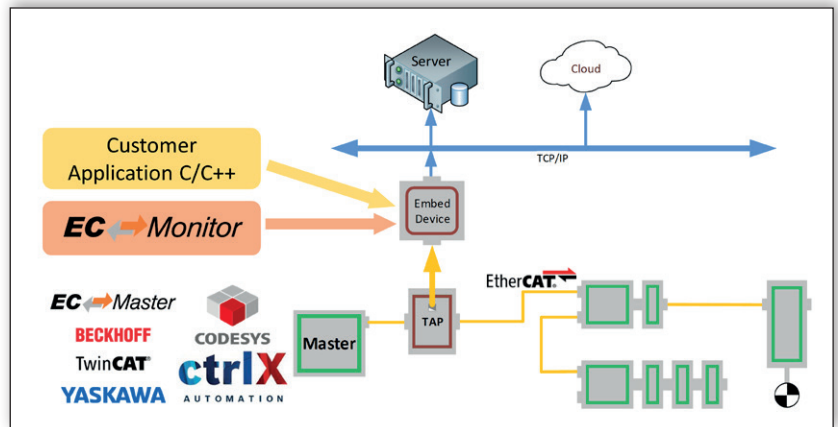 Server
Cloud
TCP/IP
Customer
Application C/C++
Embed
Device
EC Monitor
EtherCAT®
EC Master
BECKHOFF
CODESYS
TwinCAT®
ctrlX
AUTOMATION
YASKAWA
Master
TAP